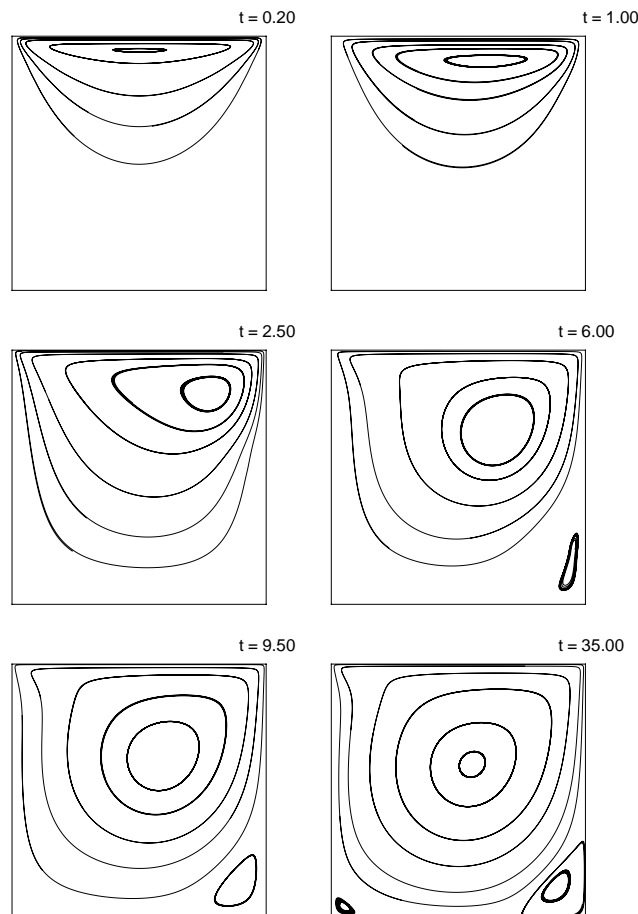 t = 0.20
t = 1.00
t = 2.50
t = 6.00
t = 9.50
t = 35.00